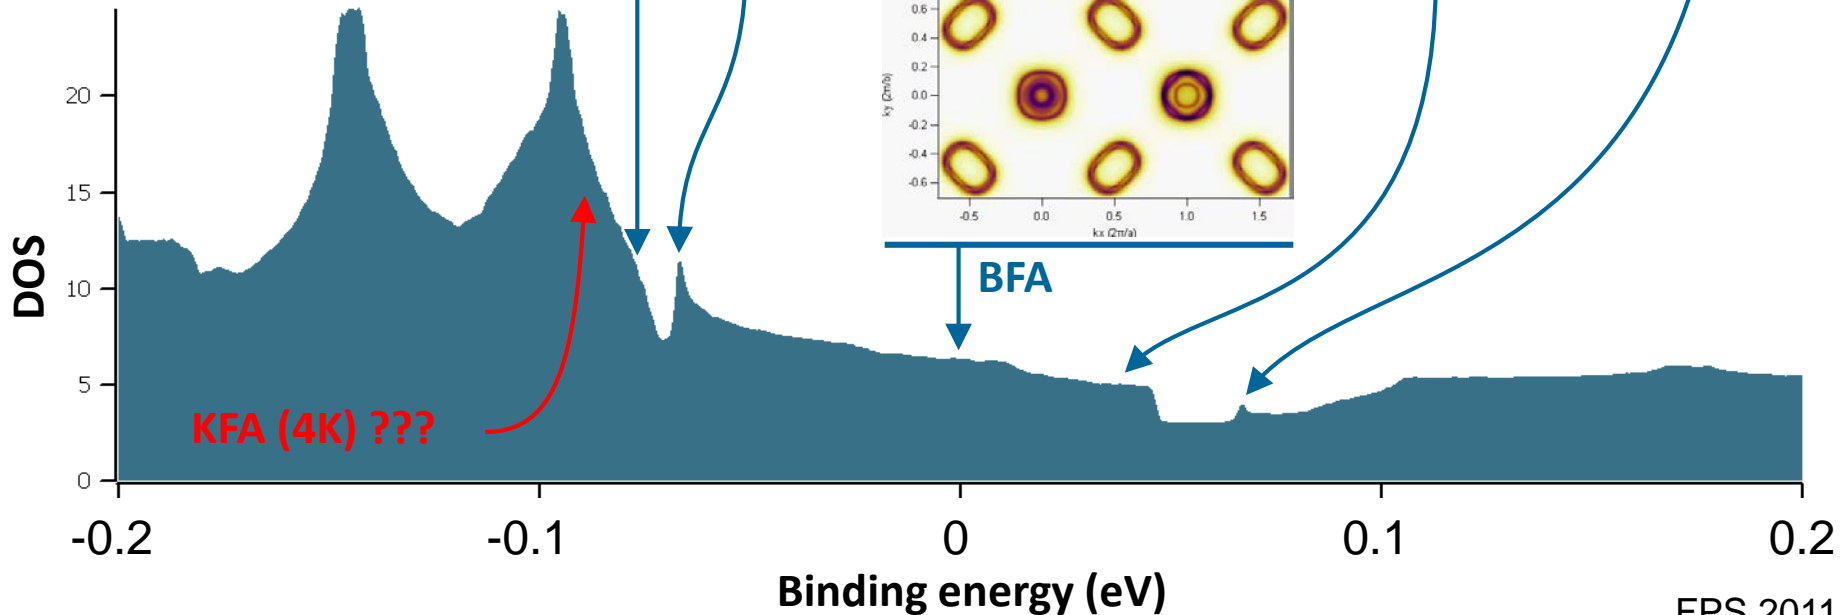 0.6
0.4
0.2
0.0
-0.2
-0.4
-0.6
ky (2π/b)
-0.5 0.0 0.5 1.0 1.5
kx (2π/a)
BFA
KFA (4K) ???
DOS
20
15
10
5
0
-0.2 -0.1 0 0.1 0.2
Binding energy (eV)
EPS 2011